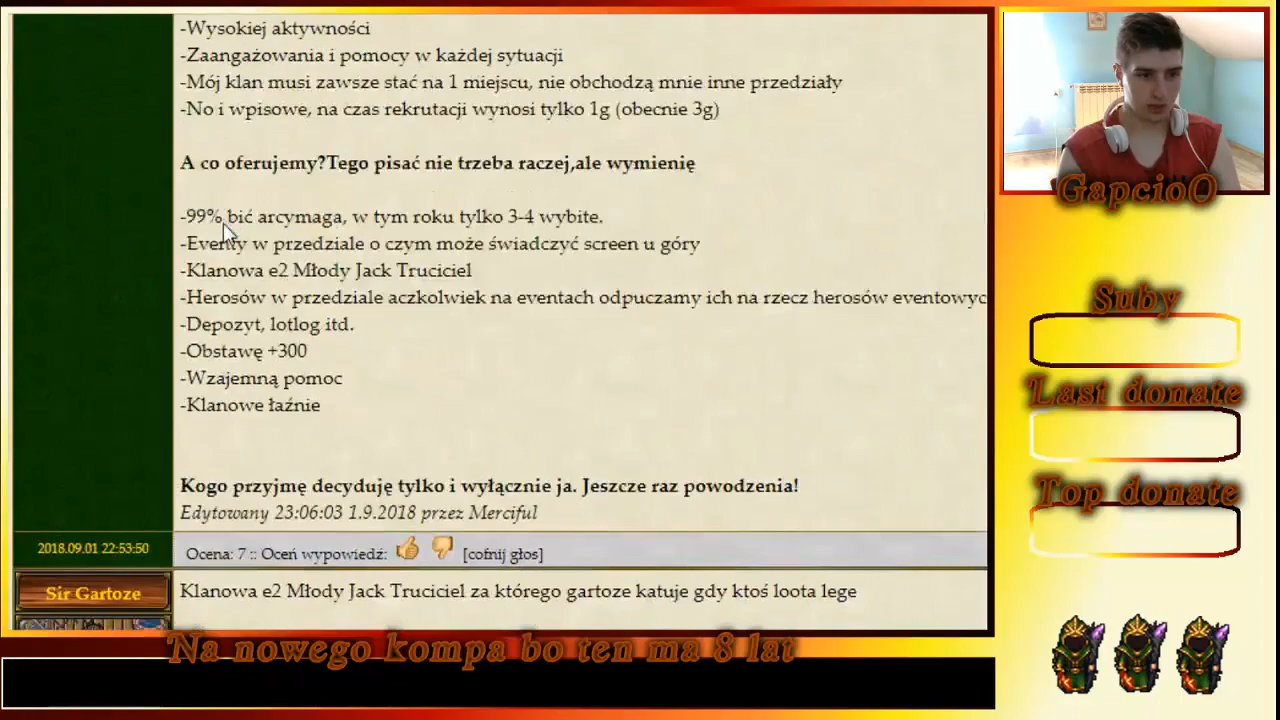 -Wysokiej aktywności
-Zaangażowania i pomocy w każdej sytuacji
-Mój klan musi zawsze stać na 1 miejscu, nie obchodzą mnie inne przedziały
-No i wpisowe, na czas rekrutacji wynosi tylko 1g (obecnie 3g)
A co oferujemy?Tego pisać nie trzeba raczej,ale wymienię
-99% bić arcymaga, w tym roku tylko 3-4 wybite.
-Eventy w przedziale o czym może świadczyć screen u góry
-Klanowa e2 Młody Jack Truciciel
-Herosów w przedziale aczkolwiek na eventach odpuczamy ich na rzecz herosów eventowyc
-Depozyt, lotlog itd.
-Obstawę +300
-Wzajemną pomoc
-Klanowe łaźnie
Kogo przyjmę decyduję tylko i wyłącznie ja. Jeszcze raz powodzenia!
Edytowany 23:06:03 1.9.2018 przez Merciful
2018.09.01 22:53:50
Ocena: 7 :: Oceń wypowiedź: [cofnij głos]
Sir Gartoze
Klanowa e2 Młody Jack Truciciel za którego gartoze katuje gdy ktoś loota lege
Na nowego kompa bo ten ma 8 lat
GapcioO
Suby
Last donate
Top donate